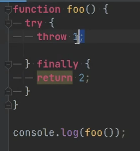 function foo() {
try {
throw 1;
} finally {
return 2;
}
}
console.log(foo());